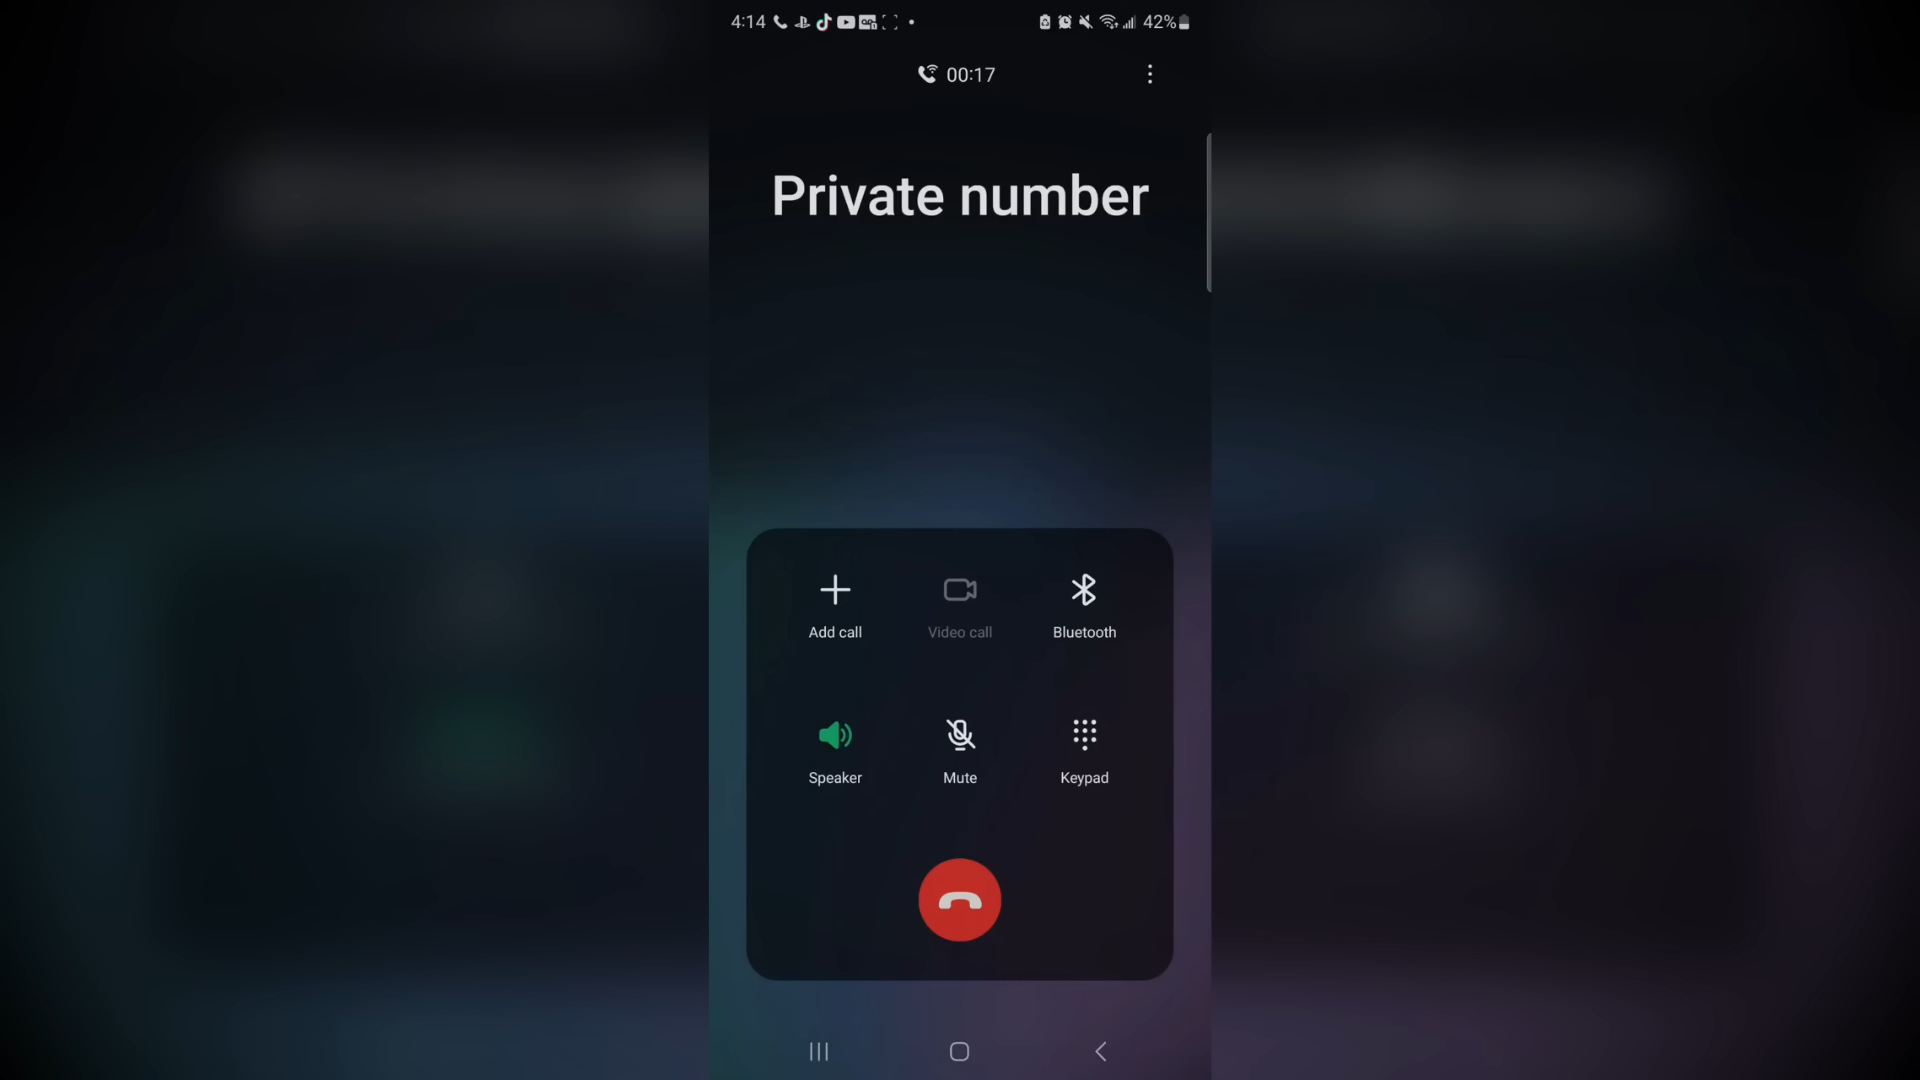 4:14 42%
00:17
Private number
Add call Video call Bluetooth
Speaker Mute Keypad